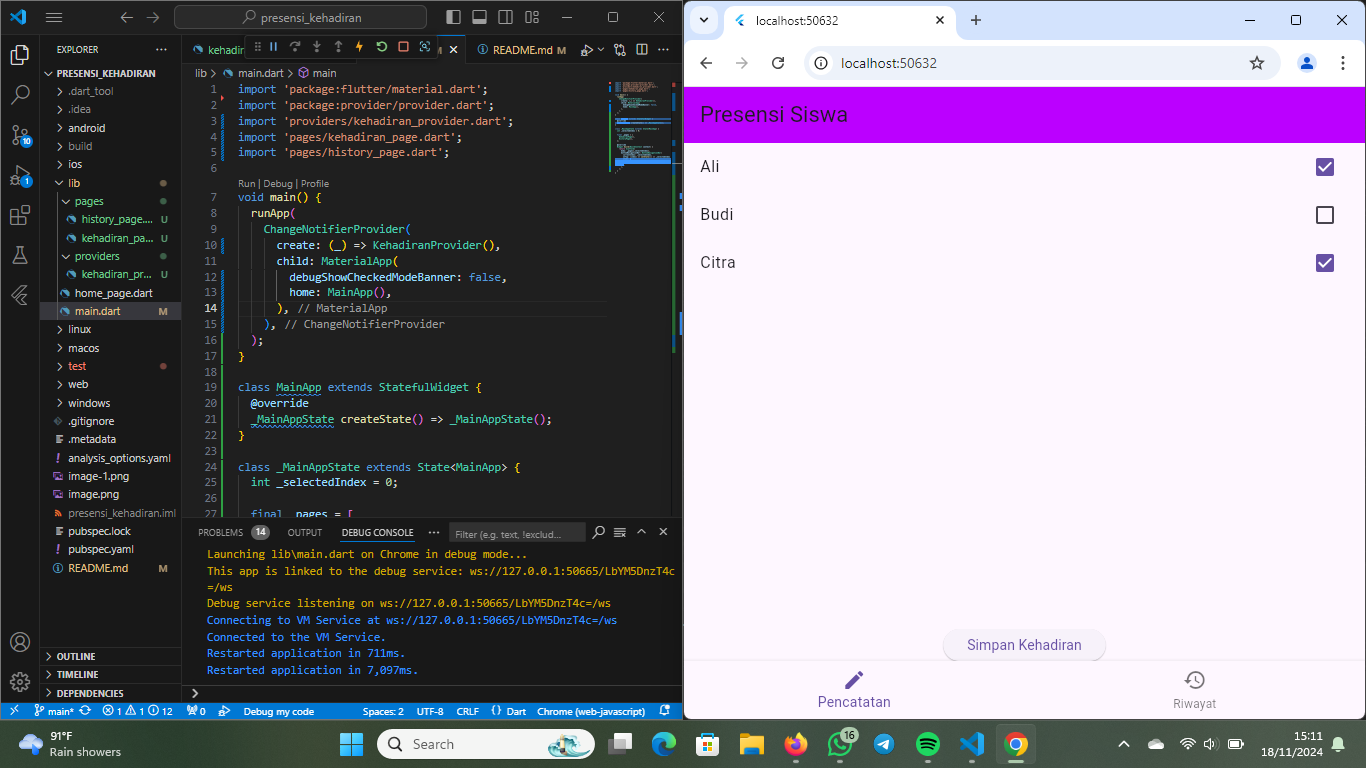 presensi_kehadiran
EXPLORER
PRESENSI_KEHADIRAN
.dart_tool
.idea
android
build
ios
lib
pages
history_page.... U
kehadiran_pa... U
providers
kehadiran_pr... U
home_page.dart
main.dart M
linux
macos
test
web
windows
.gitignore
.metadata
analysis_options.yaml
image-1.png
image.png
presensi_kehadiran.iml
pubspec.lock
pubspec.yaml
README.md M
OUTLINE
TIMELINE
DEPENDENCIES
10
1
kehadir
README.md M
lib > main.dart > main
1 import 'package:flutter/material.dart';
2 import 'package:provider/provider.dart';
3 import 'providers/kehadiran_provider.dart';
4 import 'pages/kehadiran_page.dart';
5 import 'pages/history_page.dart';
6
Run | Debug | Profile
7 void main() {
8 runApp(
9 ChangeNotifierProvider(
10 create: (_) => KehadiranProvider(),
11 child: MaterialApp(
12 debugShowCheckedModeBanner: false,
13 home: MainApp(),
14 ), // MaterialApp
15 ), // ChangeNotifierProvider
16 );
17 }
18
19 class MainApp extends StatefulWidget {
20 @override
21 _MainAppState createState() => _MainAppState();
22 }
23
24 class _MainAppState extends State<MainApp> {
25 int _selectedIndex = 0;
26
27 final _pages = [
PROBLEMS 14 OUTPUT DEBUG CONSOLE ... Filter (e.g. text, !exclud...
Launching lib\main.dart on Chrome in debug mode...
This app is linked to the debug service: ws://127.0.0.1:50665/LbYM5DnzT4c
=/ws
Debug service listening on ws://127.0.0.1:50665/LbYM5DnzT4c=/ws
Connecting to VM Service at ws://127.0.0.1:50665/LbYM5DnzT4c=/ws
Connected to the VM Service.
Restarted application in 711ms.
Restarted application in 7,097ms.
main* 1 1 12 0 Debug my code Spaces: 2 UTF-8 CRLF {} Dart Chrome (web-javascript)
localhost:50632
localhost:50632
Presensi Siswa
Ali
Budi
Citra
Simpan Kehadiran
Pencatatan
Riwayat
91°F
Rain showers
Search
16
15:11
18/11/2024